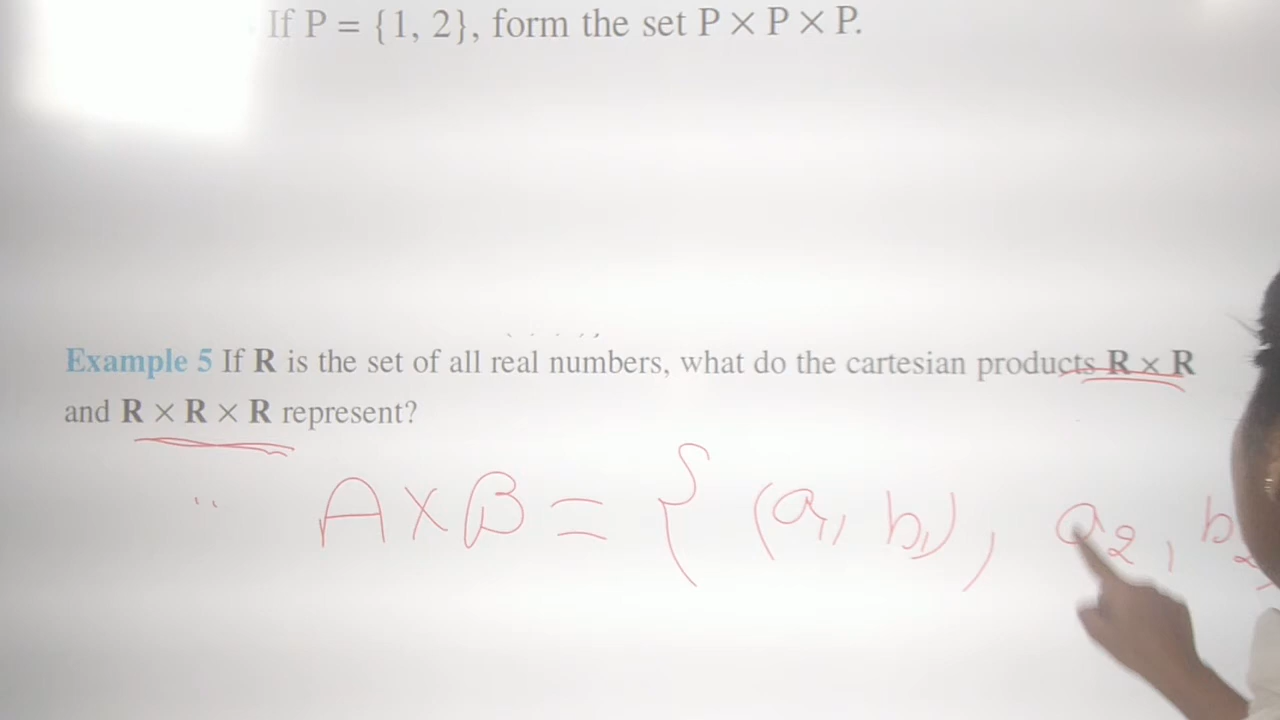 If P = {1, 2}, form the set P × P × P.
Example 5 If R is the set of all real numbers, what do the cartesian products R × R
and R × R × R represent?
A × B = { (a₁, b₁), a₂, b₂